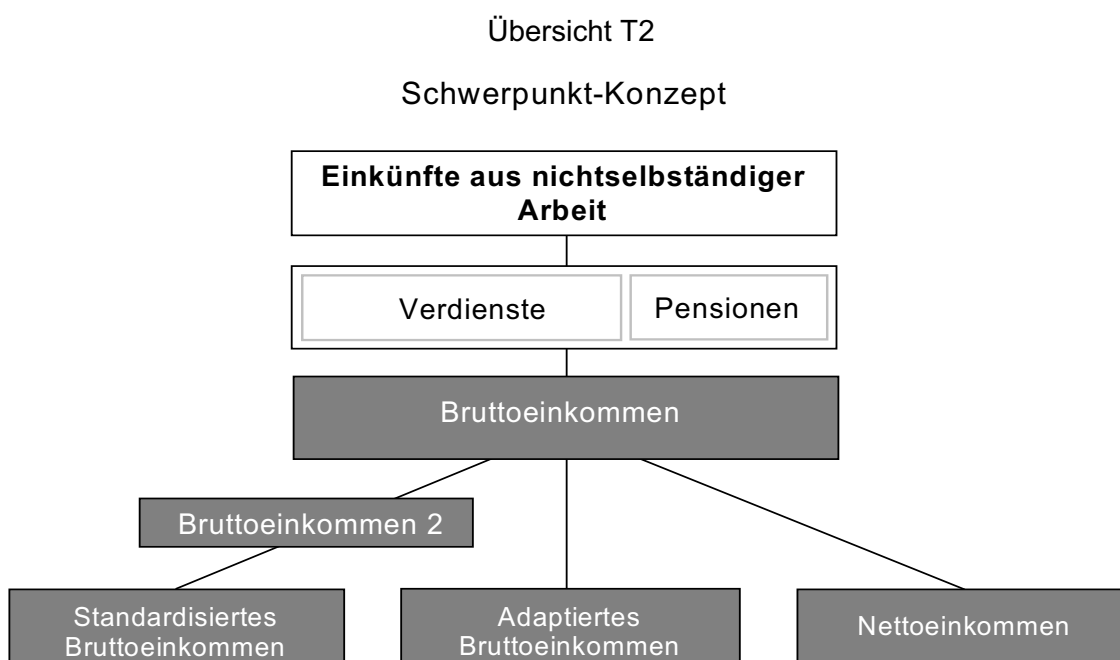 Übersicht T2
Schwerpunkt-Konzept
Einkünfte aus nichtselbständiger
Arbeit
Verdienste
Pensionen
Bruttoeinkommen
Bruttoeinkommen 2
Standardisiertes
Bruttoeinkommen
Adaptiertes
Bruttoeinkommen
Nettoeinkommen